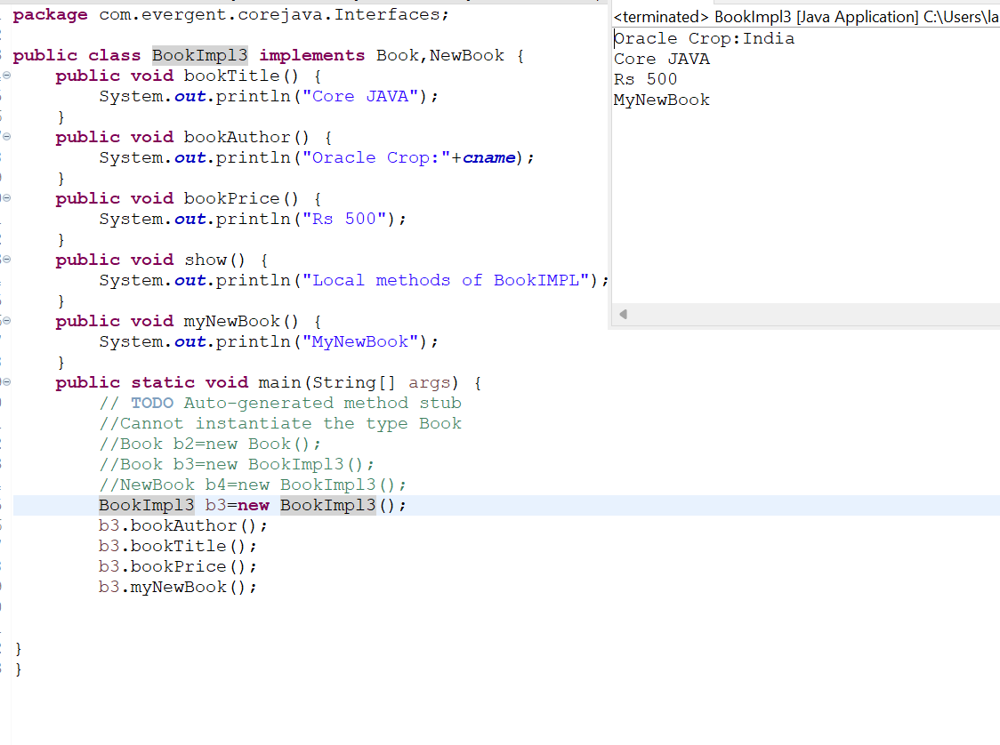 package com.evergent.corejava.Interfaces;
public class BookImpl3 implements Book,NewBook {
public void bookTitle() {
System.out.println("Core JAVA");
}
public void bookAuthor() {
System.out.println("Oracle Crop:"+cname);
}
public void bookPrice() {
System.out.println("Rs 500");
}
public void show() {
System.out.println("Local methods of BookIMPL");
}
public void myNewBook() {
System.out.println("MyNewBook");
}
public static void main(String[] args) {
// TODO Auto-generated method stub
//Cannot instantiate the type Book
//Book b2=new Book();
//Book b3=new BookImpl3();
//NewBook b4=new BookImpl3();
BookImpl3 b3=new BookImpl3();
b3.bookAuthor();
b3.bookTitle();
b3.bookPrice();
b3.myNewBook();
}
}
<terminated> BookImpl3 [Java Application] C:\Users\la
Oracle Crop:India
Core JAVA
Rs 500
MyNewBook